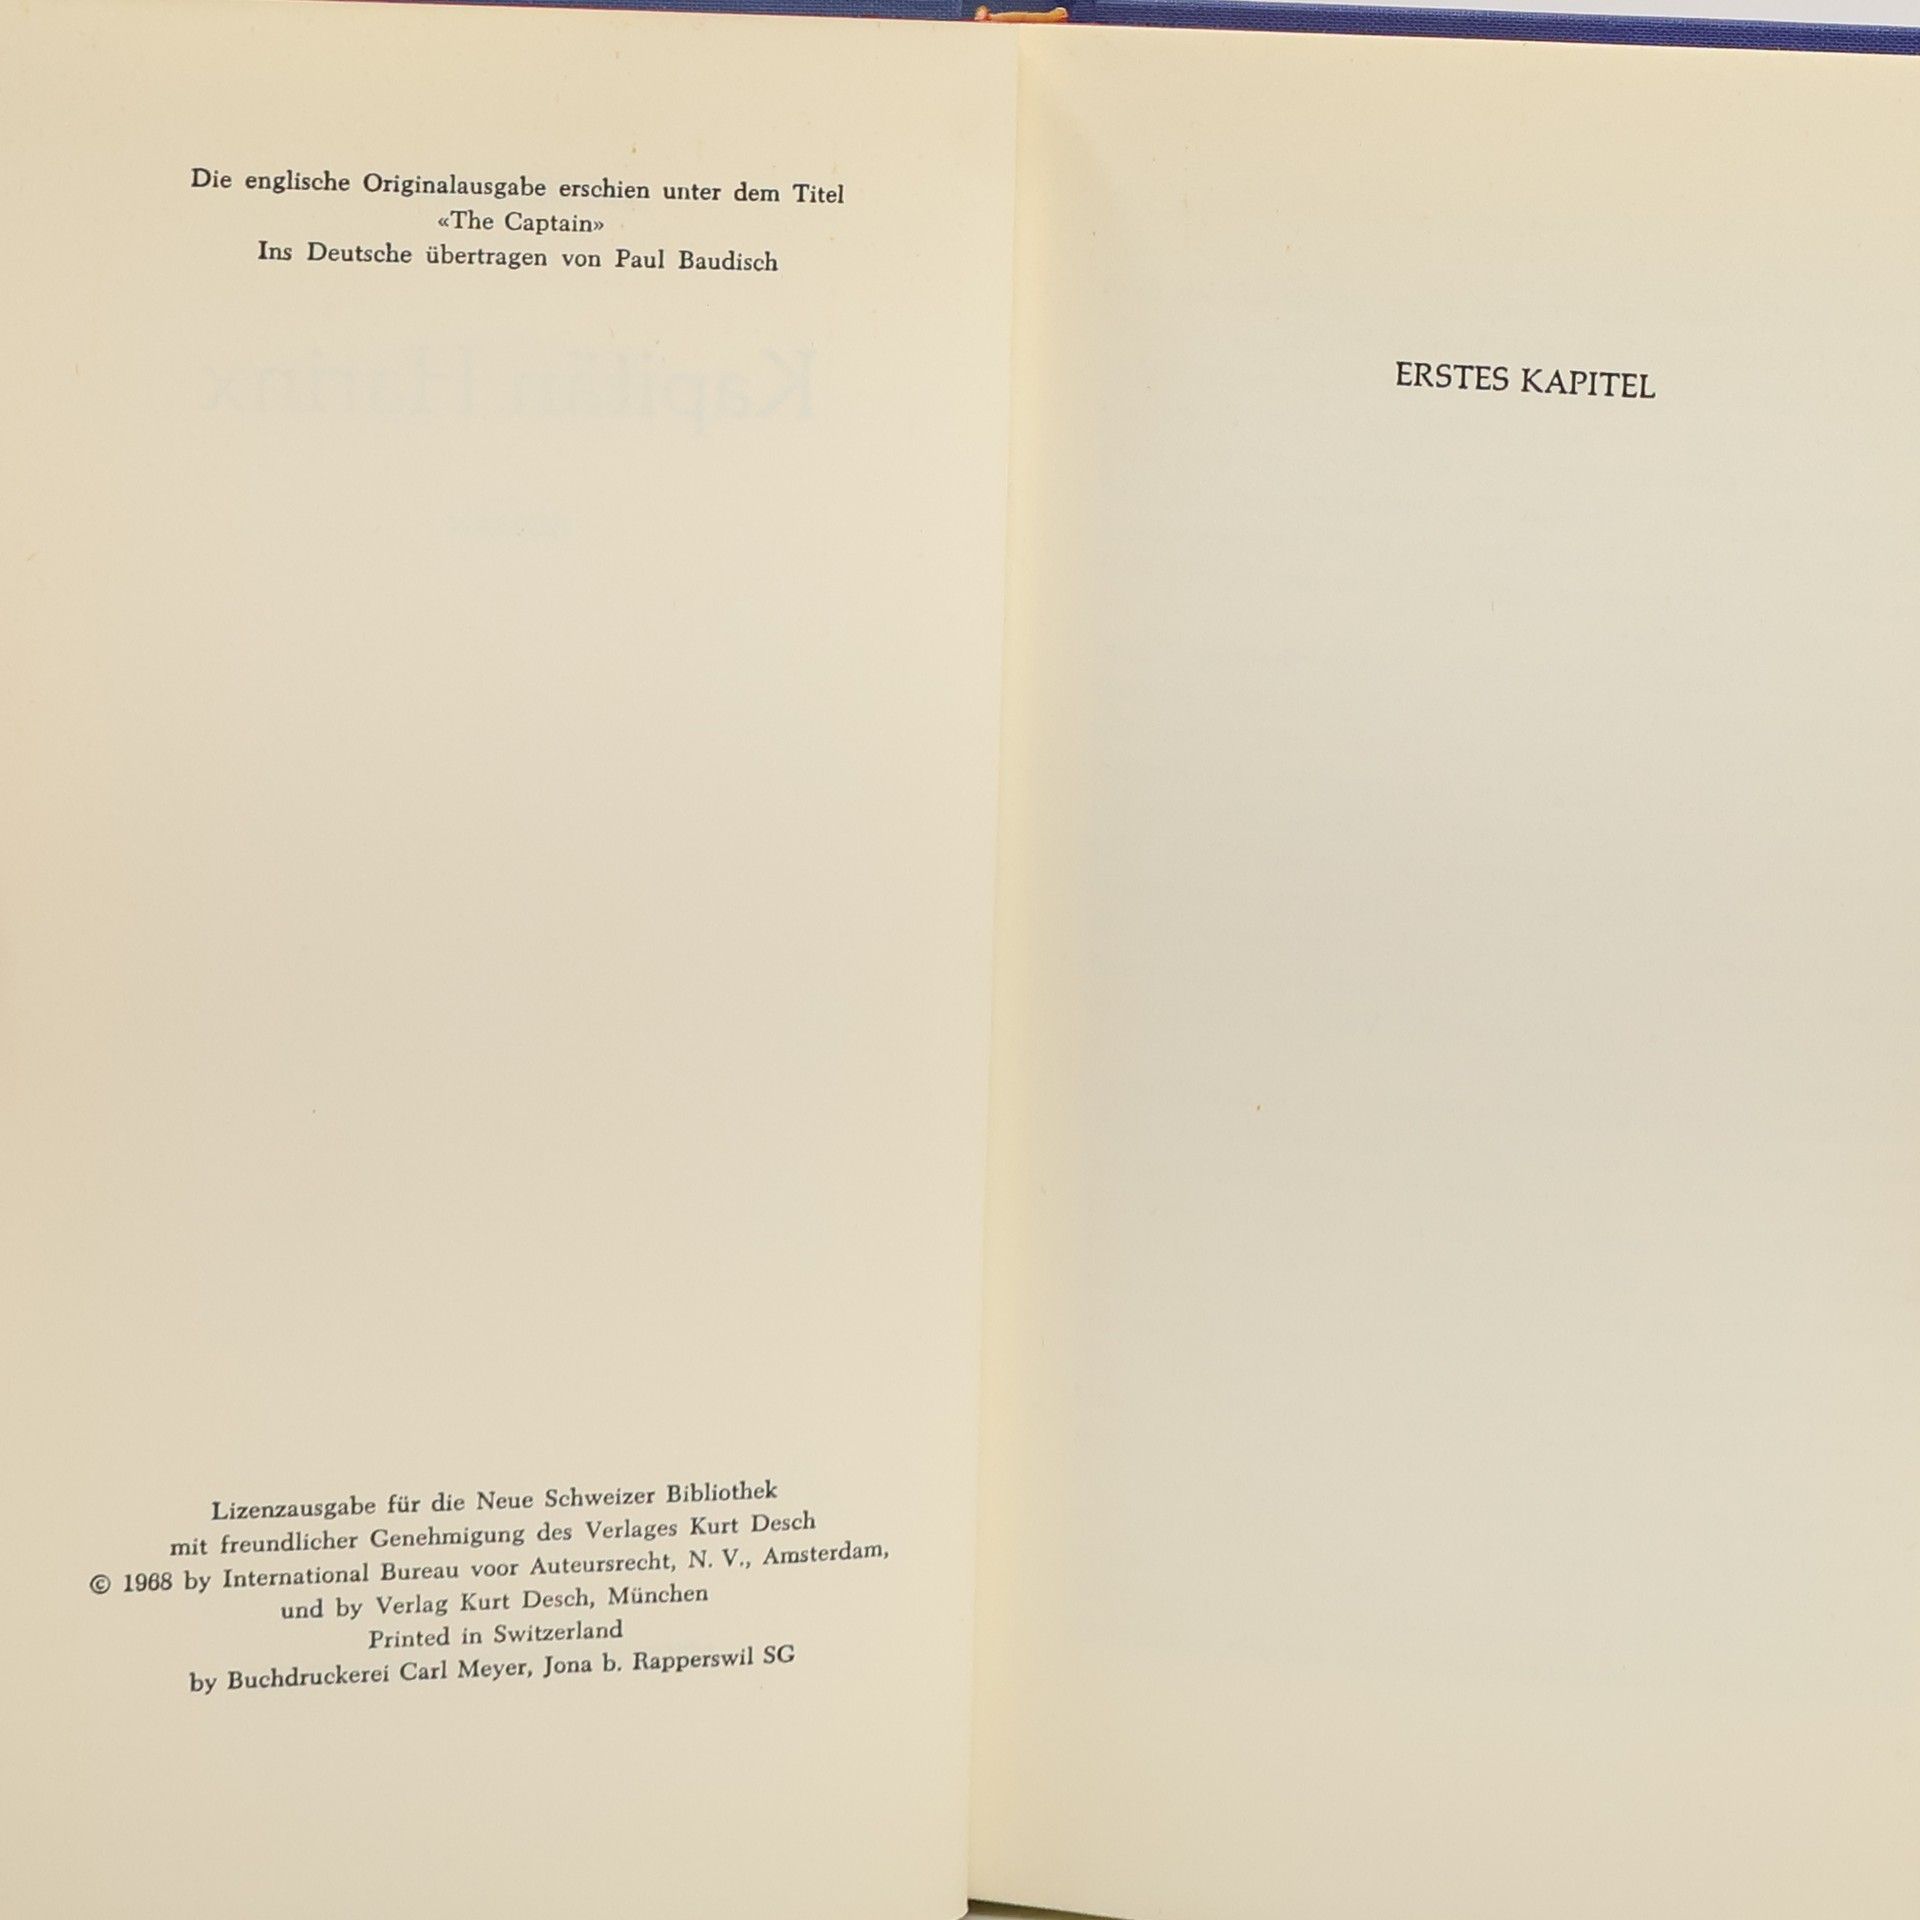 Die englische Originalausgabe erschien unter dem Titel
«The Captain»
Ins Deutsche übertragen von Paul Baudisch
Lizenzausgabe für die Neue Schweizer Bibliothek
mit freundlicher Genehmigung des Verlages Kurt Desch
© 1968 by International Bureau voor Auteursrecht, N. V., Amsterdam,
und by Verlag Kurt Desch, München
Printed in Switzerland
by Buchdruckerei Carl Meyer, Jona b. Rapperswil SG
ERSTES KAPITEL